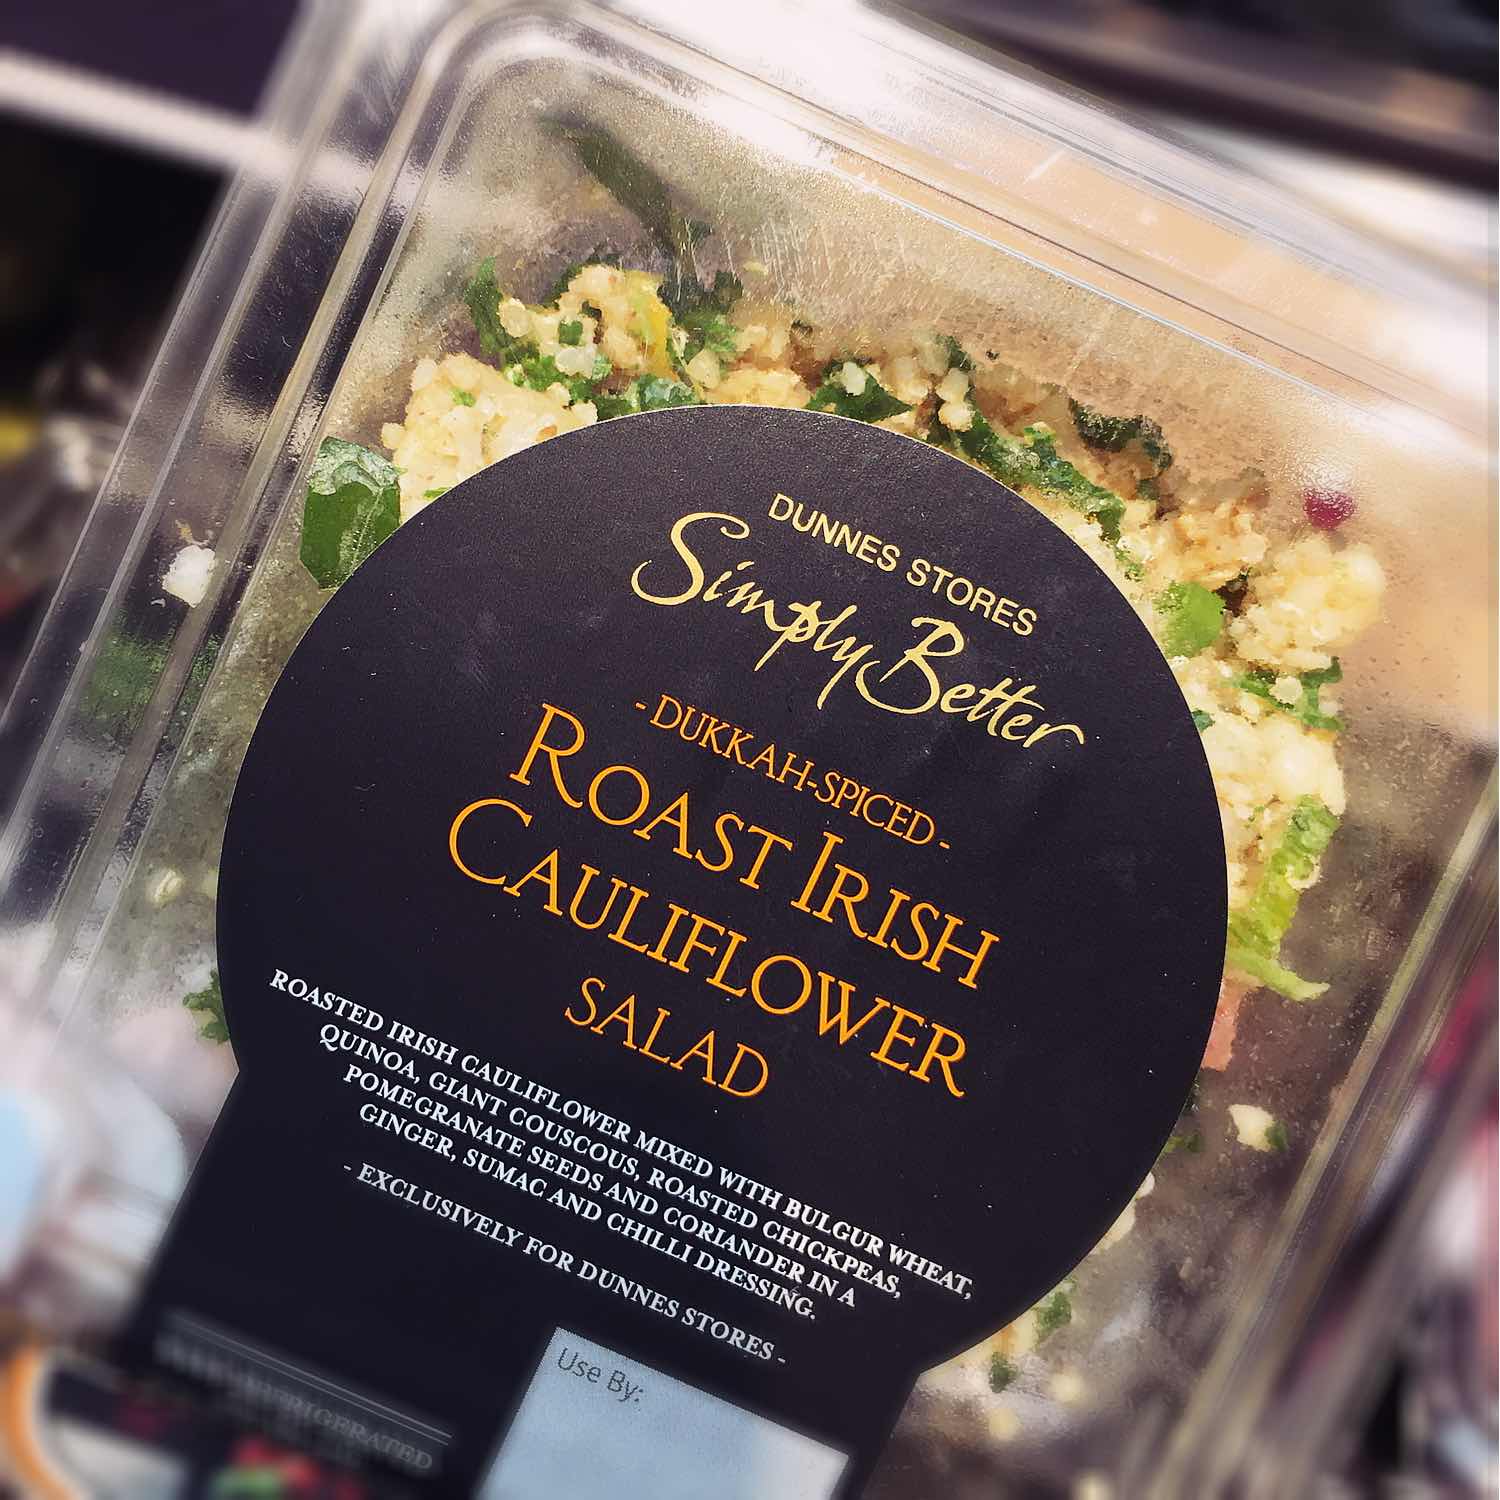 DUNNES STORES
Simply Better
- DUKKAH-SPICED -
ROAST IRISH
CAULIFLOWER
SALAD
ROASTED IRISH CAULIFLOWER MIXED WITH BULGUR WHEAT,
QUINOA, GIANT COUSCOUS, ROASTED CHICKPEAS,
POMEGRANATE SEEDS AND CORIANDER IN A
GINGER, SUMAC AND CHILLI DRESSING.
- EXCLUSIVELY FOR DUNNES STORES -
Use By:
REFRIGERATED